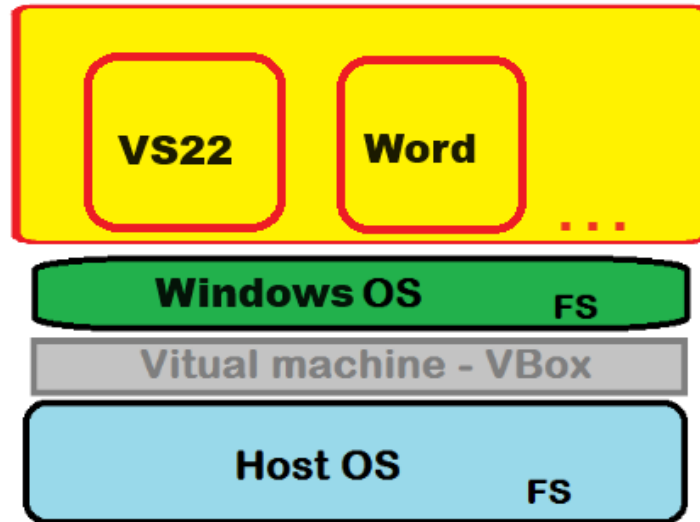 VS22
Word
...
Windows OS
FS
Vitual machine - VBox
Host OS
FS